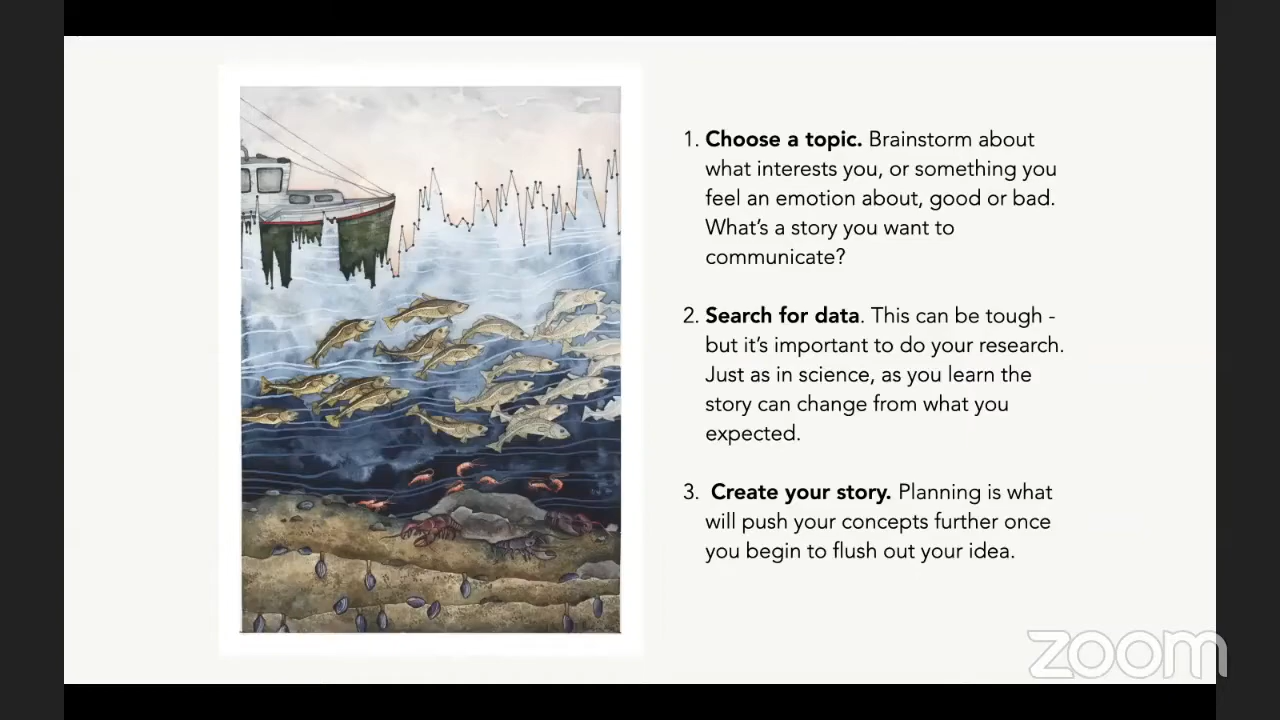 1. Choose a topic. Brainstorm about
what interests you, or something you
feel an emotion about, good or bad.
What's a story you want to
communicate?
2. Search for data. This can be tough -
but it's important to do your research.
Just as in science, as you learn the
story can change from what you
expected.
3. Create your story. Planning is what
will push your concepts further once
you begin to flush out your idea.
zoom